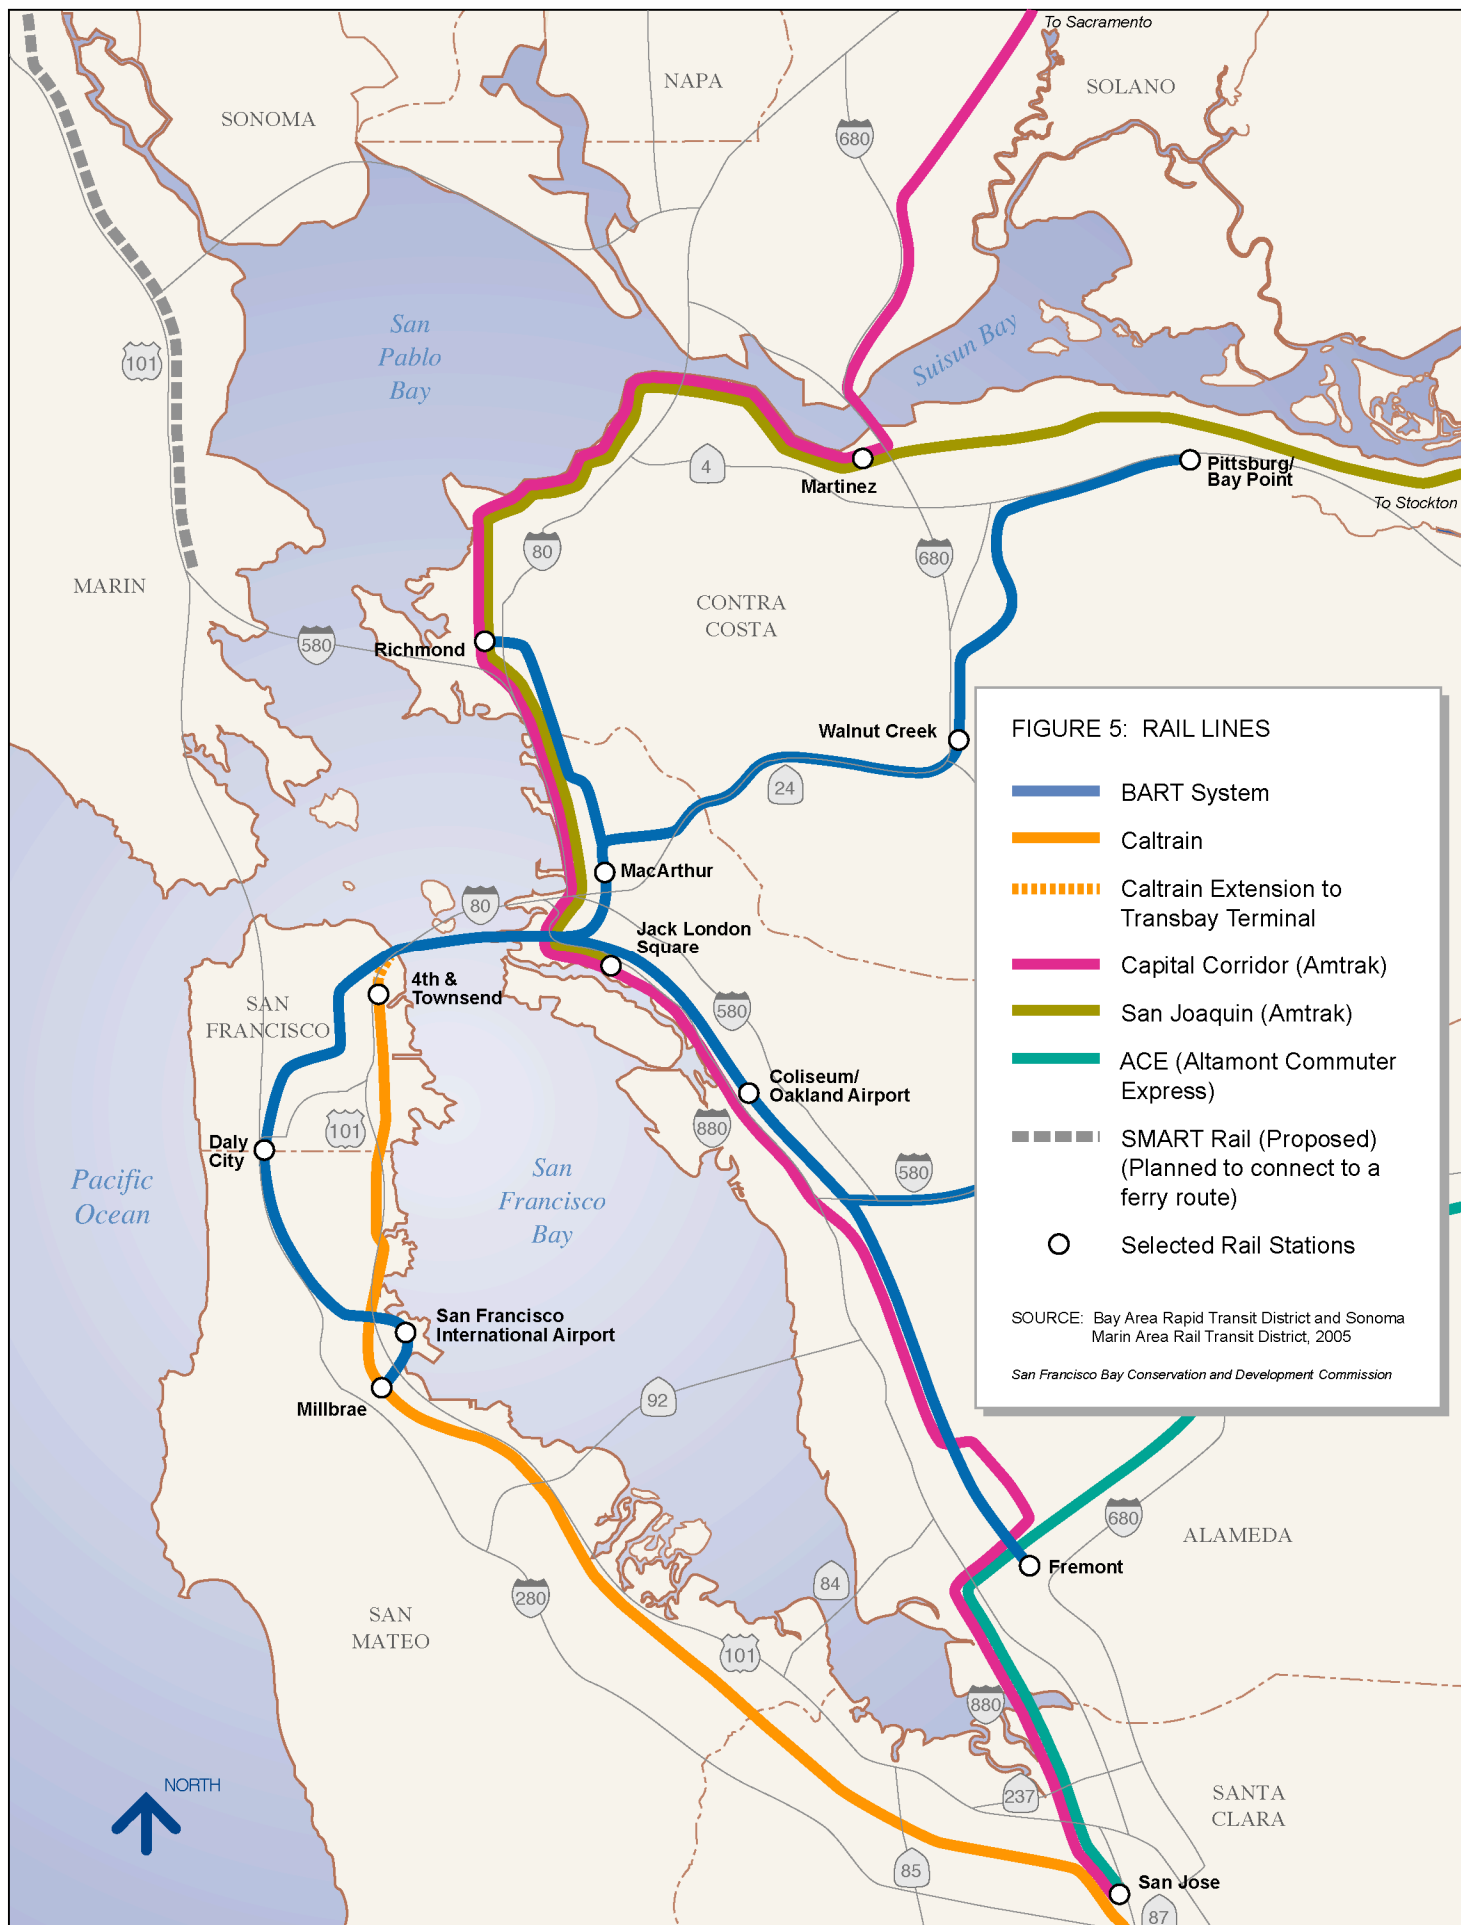 To Sacramento
NAPA
SOLANO
SONOMA
680
San
Pablo
Bay
Suisun Bay
101
4
Martinez
Pittsburg/
Bay Point
To Stockton
80
680
MARIN
CONTRA
COSTA
580
Richmond
Walnut Creek
24
MacArthur
80
Jack London
Square
4th &
Townsend
SAN
FRANCISCO
580
Coliseum/
Oakland Airport
880
101
Daly
City
580
Pacific
Ocean
San
Francisco
Bay
San Francisco
International Airport
Millbrae
92
680
ALAMEDA
Fremont
84
280
SAN
MATEO
101
880
NORTH
237
SANTA
CLARA
85
San Jose
87
FIGURE 5: RAIL LINES
BART System
Caltrain
Caltrain Extension to
Transbay Terminal
Capital Corridor (Amtrak)
San Joaquin (Amtrak)
ACE (Altamont Commuter
Express)
SMART Rail (Proposed)
(Planned to connect to a
ferry route)
Selected Rail Stations
SOURCE: Bay Area Rapid Transit District and Sonoma
Marin Area Rail Transit District, 2005
San Francisco Bay Conservation and Development Commission